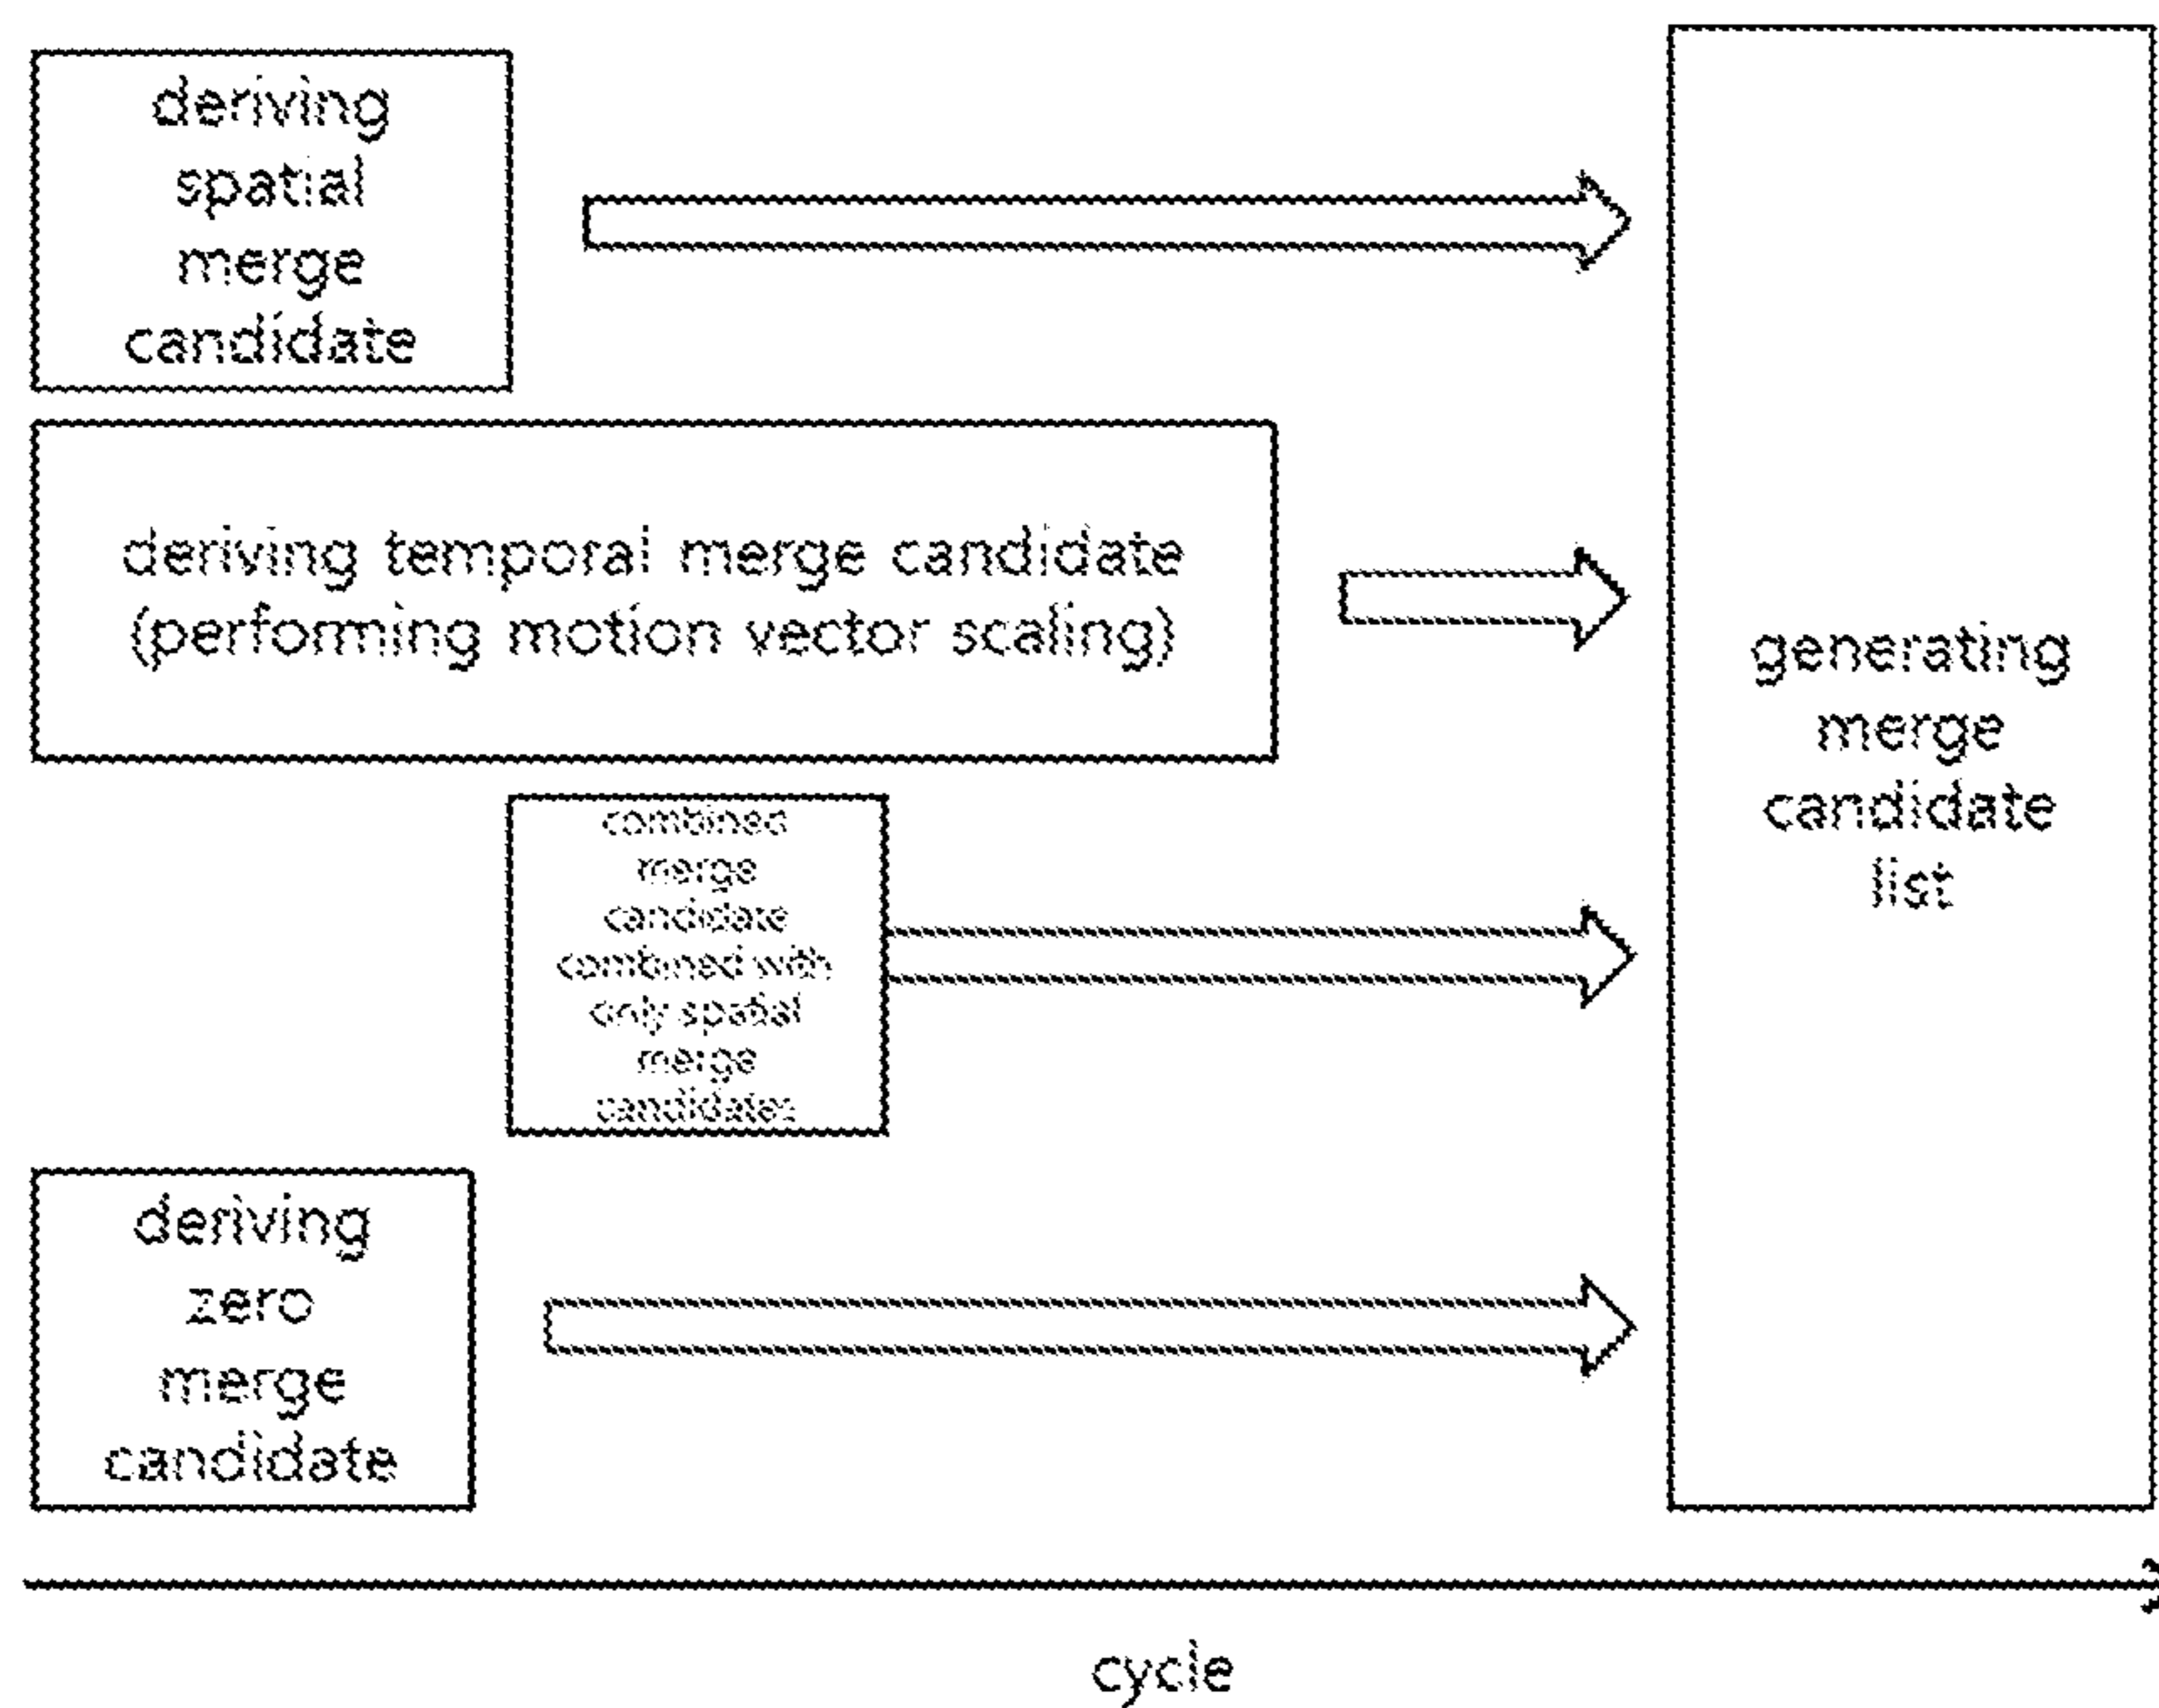 deriving
spatial
merge
candidate
deriving temporal merge candidate
(performing motion vector scaling)
combined
merge
candidate
combined with
only spatial
merge
candidates
deriving
zero
merge
candidate
generating
merge
candidate
list
cycle